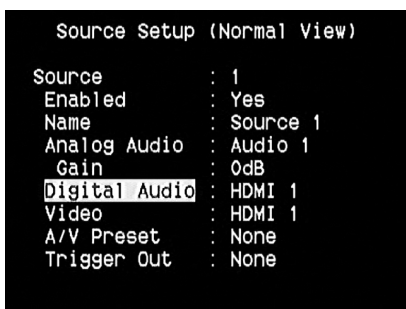 Source Setup (Normal View)
Source : 1
Enabled : Yes
Name : Source 1
Analog Audio : Audio 1
Gain : 0dB
Digital Audio : HDMI 1
Video : HDMI 1
A/V Preset : None
Trigger Out : None